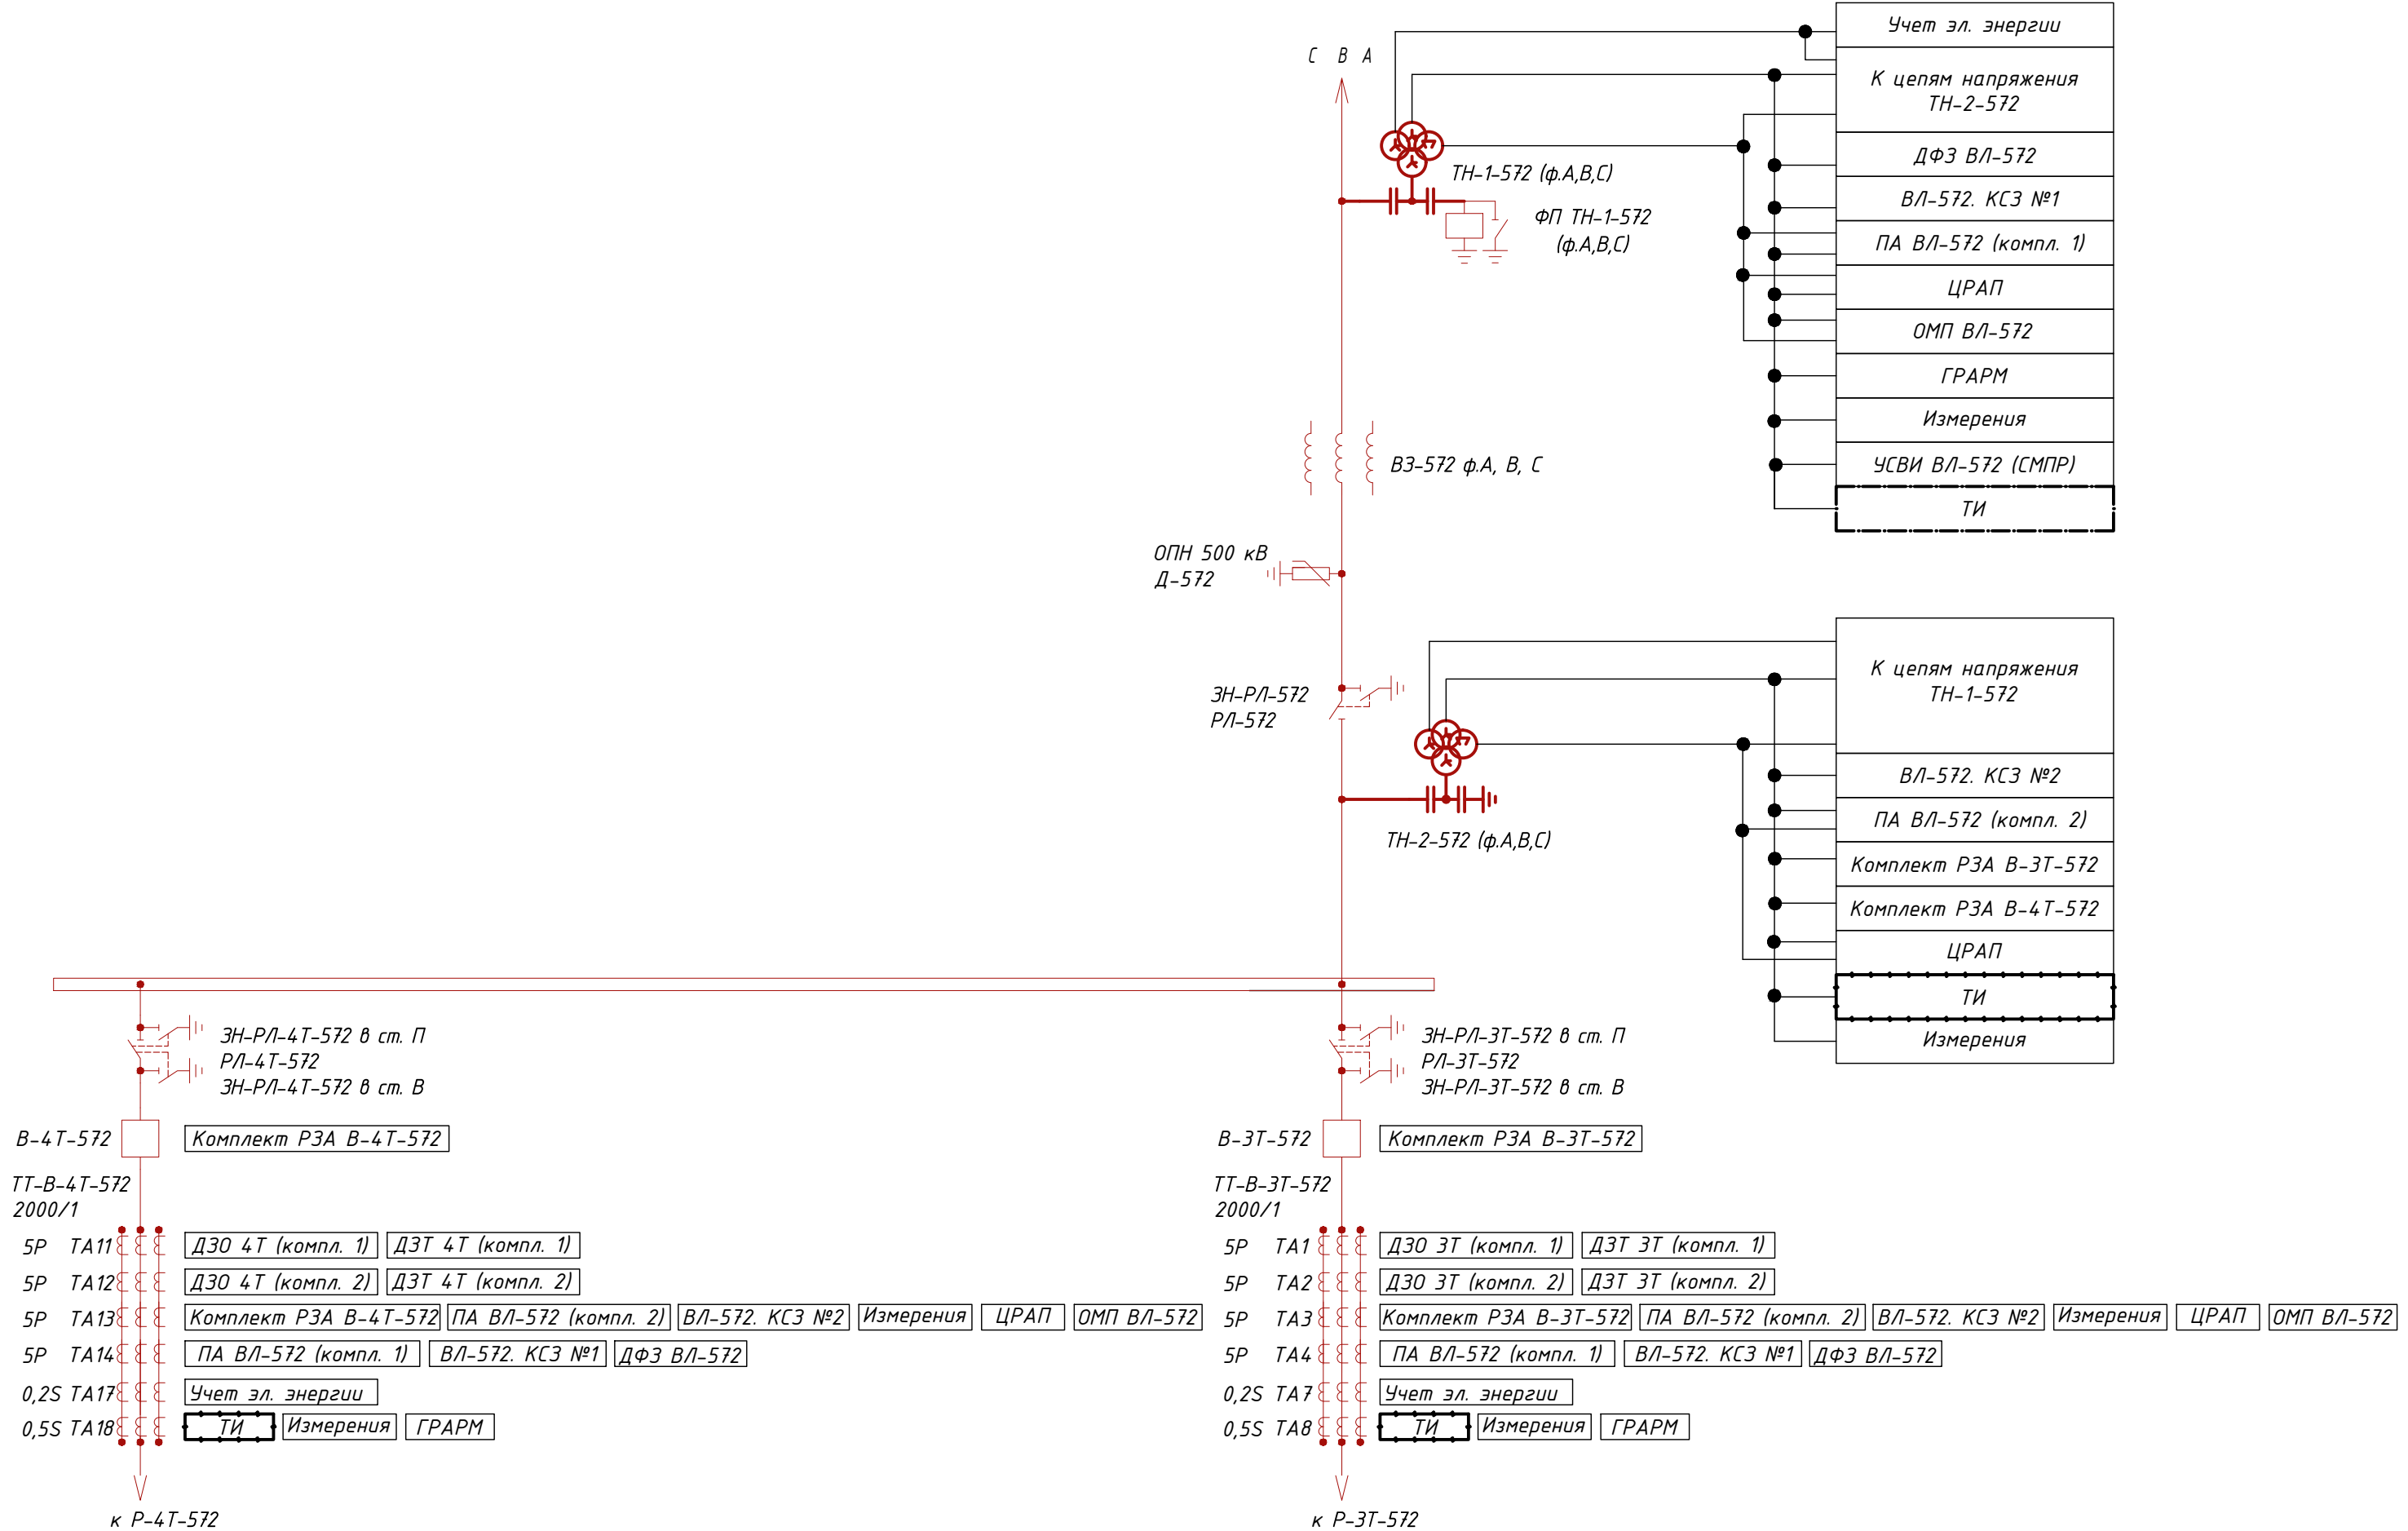 Учет эл. энергии
С В А
К цепям напряжения
ТН-2-572
ДФЗ ВЛ-572
ТН-1-572 (ф.А,В,С)
ВЛ-572. КСЗ №1
ФП ТН-1-572
(ф.А,В,С)
ПА ВЛ-572 (компл. 1)
ЦРАП
ОМП ВЛ-572
ГРАРМ
Измерения
ВЗ-572 ф.А, В, С
УСВИ ВЛ-572 (СМПР)
ТИ
ОПН 500 кВ
Д-572
К цепям напряжения
ТН-1-572
ЗН-РЛ-572
РЛ-572
ВЛ-572. КСЗ №2
ПА ВЛ-572 (компл. 2)
ТН-2-572 (ф.А,В,С)
Комплект РЗА В-3Т-572
Комплект РЗА В-4Т-572
ЦРАП
ТИ
Измерения
ЗН-РЛ-4Т-572 в ст. П
РЛ-4Т-572
ЗН-РЛ-4Т-572 в ст. В
ЗН-РЛ-3Т-572 в ст. П
РЛ-3Т-572
ЗН-РЛ-3Т-572 в ст. В
В-4Т-572 Комплект РЗА В-4Т-572
В-3Т-572 Комплект РЗА В-3Т-572
ТТ-В-4Т-572
2000/1
ТТ-В-3Т-572
2000/1
5Р ТА11 ДЗО 4Т (компл. 1) ДЗТ 4Т (компл. 1)
5Р ТА12 ДЗО 4Т (компл. 2) ДЗТ 4Т (компл. 2)
5Р ТА13 Комплект РЗА В-4Т-572 ПА ВЛ-572 (компл. 2) ВЛ-572. КСЗ №2 Измерения ЦРАП ОМП ВЛ-572
5Р ТА14 ПА ВЛ-572 (компл. 1) ВЛ-572. КСЗ №1 ДФЗ ВЛ-572
0,2S ТА17 Учет эл. энергии
0,5S ТА18 ТИ Измерения ГРАРМ
к Р-4Т-572
5Р ТА1 ДЗО 3Т (компл. 1) ДЗТ 3Т (компл. 1)
5Р ТА2 ДЗО 3Т (компл. 2) ДЗТ 3Т (компл. 2)
5Р ТА3 Комплект РЗА В-3Т-572 ПА ВЛ-572 (компл. 2) ВЛ-572. КСЗ №2 Измерения ЦРАП ОМП ВЛ-572
5Р ТА4 ПА ВЛ-572 (компл. 1) ВЛ-572. КСЗ №1 ДФЗ ВЛ-572
0,2S ТА7 Учет эл. энергии
0,5S ТА8 ТИ Измерения ГРАРМ
к Р-3Т-572